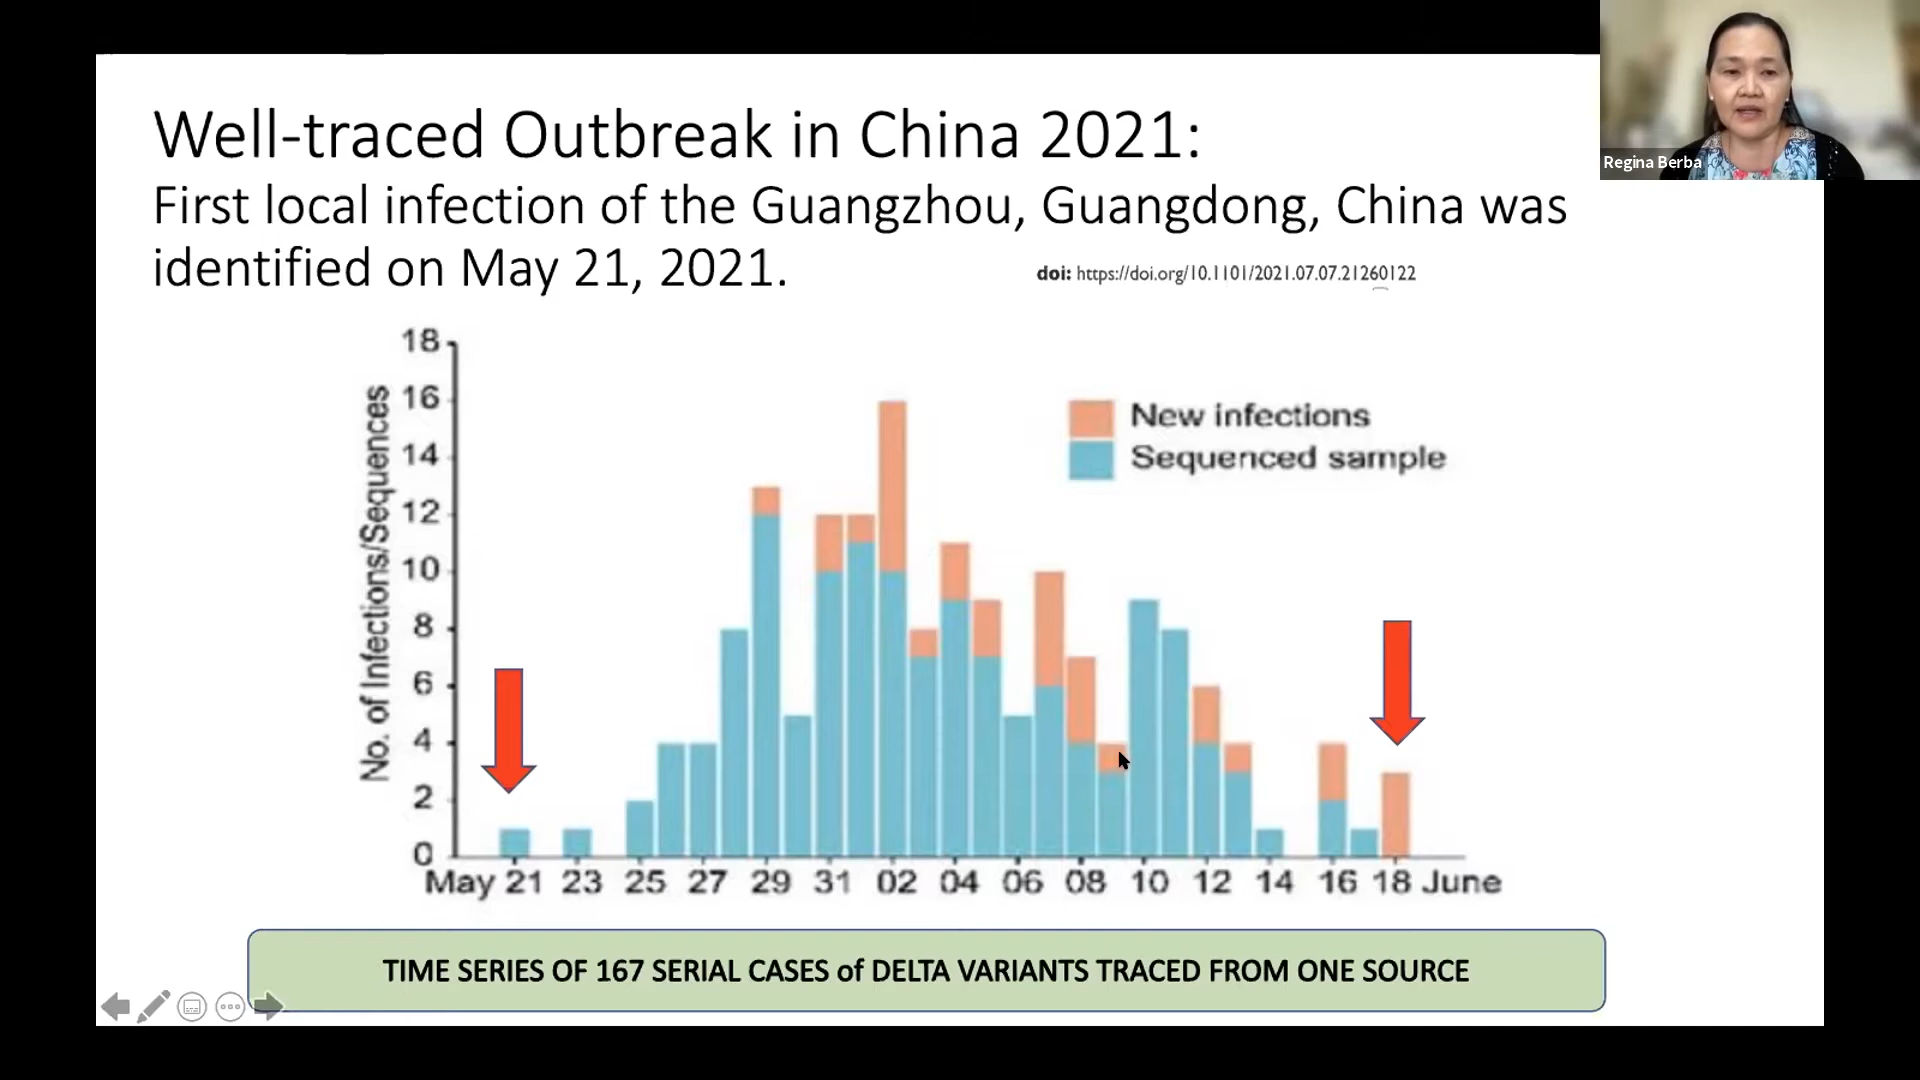 Regina Berba
Well-traced Outbreak in China 2021:
First local infection of the Guangzhou, Guangdong, China was
identified on May 21, 2021.
doi: https://doi.org/10.1101/2021.07.07.21260122
No. of Infections/Sequences
18
16
14
12
10
8
6
4
2
0
New infections
Sequenced sample
May 21 23 25 27 29 31 02 04 06 08 10 12 14 16 18 June
TIME SERIES OF 167 SERIAL CASES of DELTA VARIANTS TRACED FROM ONE SOURCE